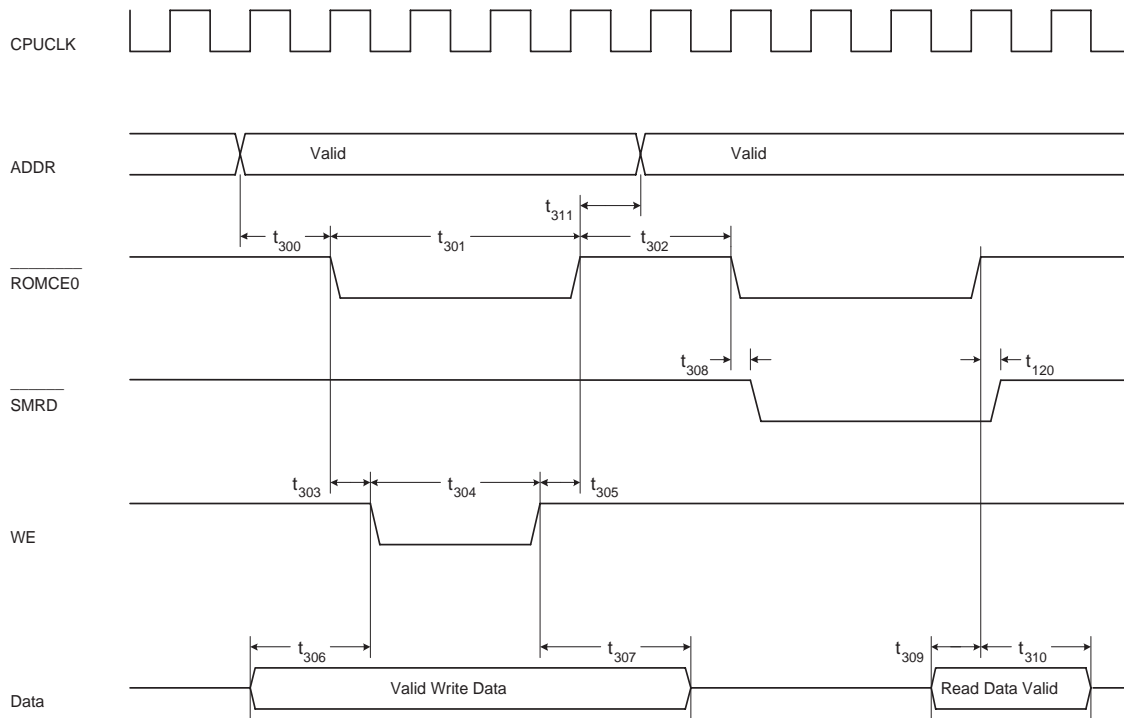 CPUCLK
ADDR
Valid
Valid
t311
t300
t301
t302
ROMCE0
t308
t120
SMRD
t303
t304
t305
WE
t306
t307
t309
t310
Data
Valid Write Data
Read Data Valid